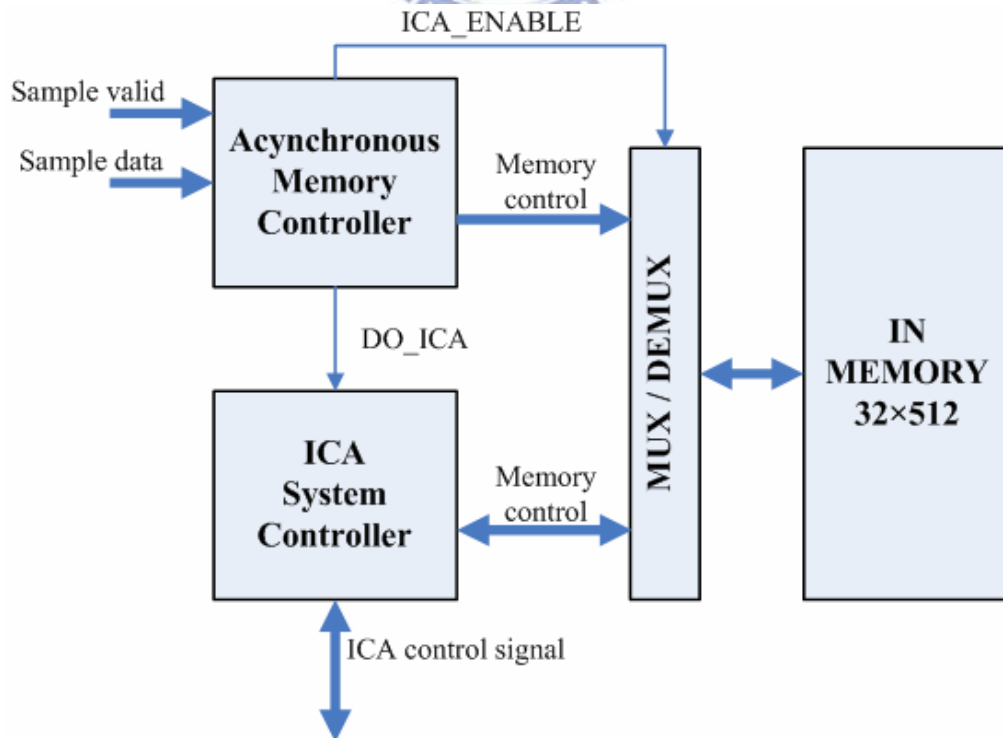 ICA_ENABLE
Sample valid
Sample data
Acynchronous
Memory
Controller
Memory
control
MUX / DEMUX
IN
MEMORY
32×512
DO_ICA
ICA
System
Controller
Memory
control
ICA control signal